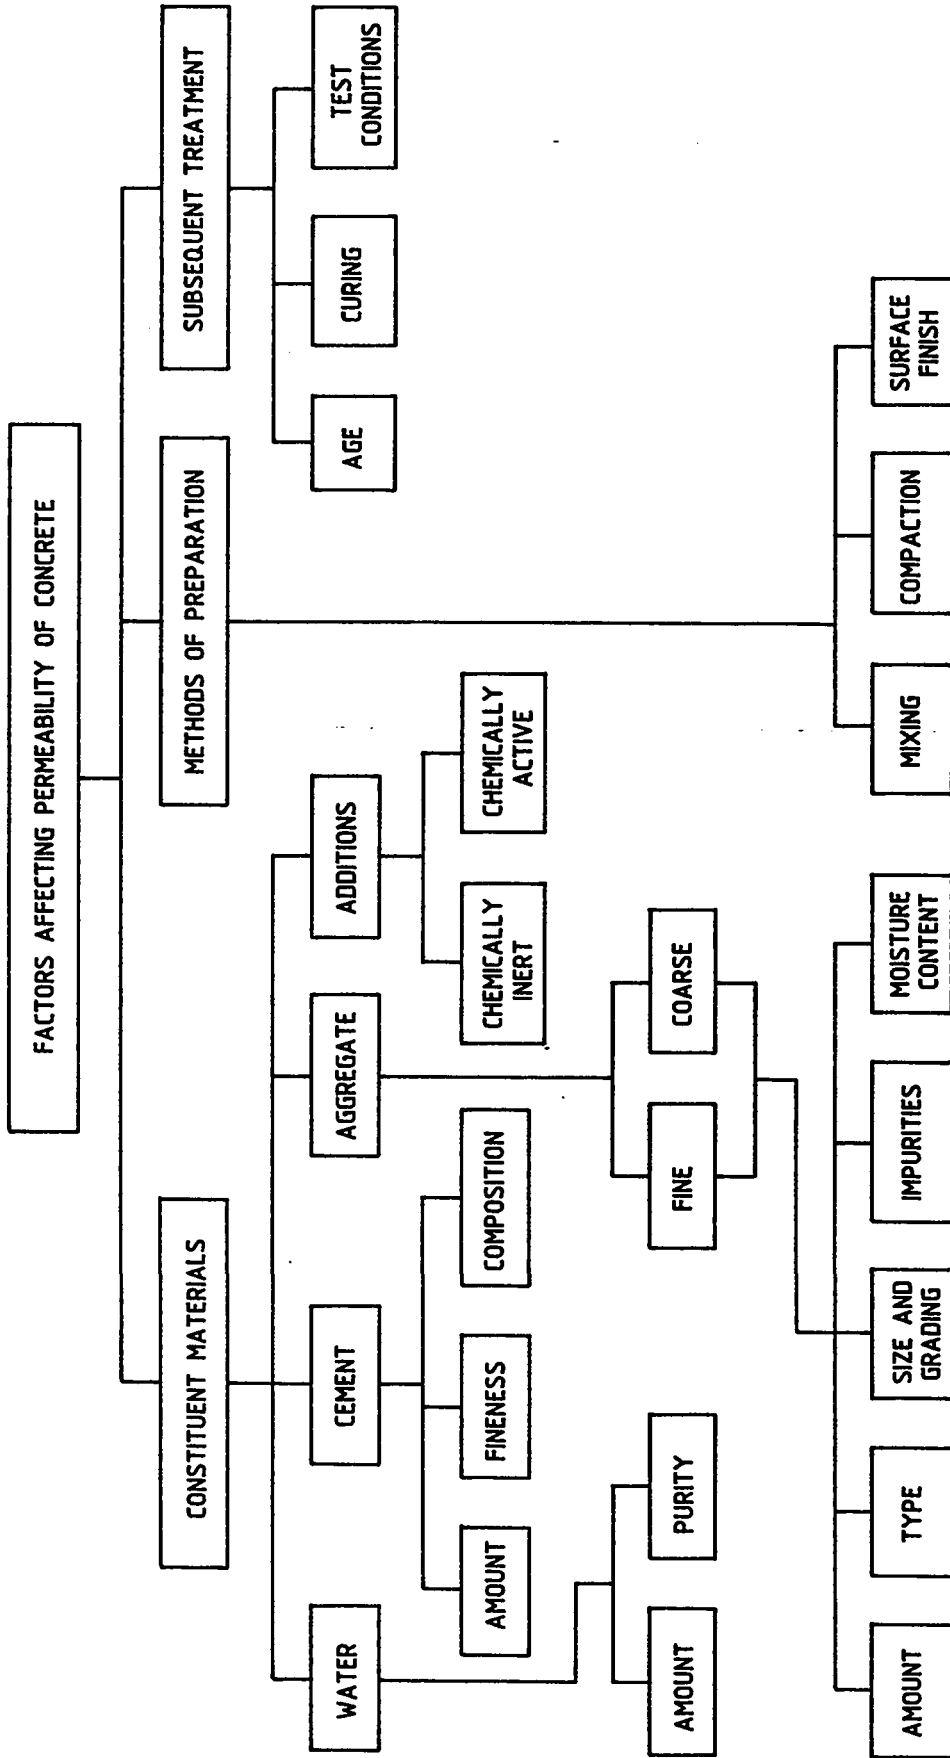 FACTORS AFFECTING PERMEABILITY OF CONCRETE
CONSTITUENT MATERIALS
METHODS OF PREPARATION
SUBSEQUENT TREATMENT
WATER
CEMENT
AGGREGATE
ADDITIONS
AGE
CURING
TEST
CONDITIONS
AMOUNT
FINENESS
COMPOSITION
CHEMICALLY
INERT
CHEMICALLY
ACTIVE
AMOUNT
PURITY
FINE
COARSE
AMOUNT
TYPE
SIZE AND
GRADING
IMPURITIES
MOISTURE
CONTENT
MIXING
COMPACTION
SURFACE
FINISH